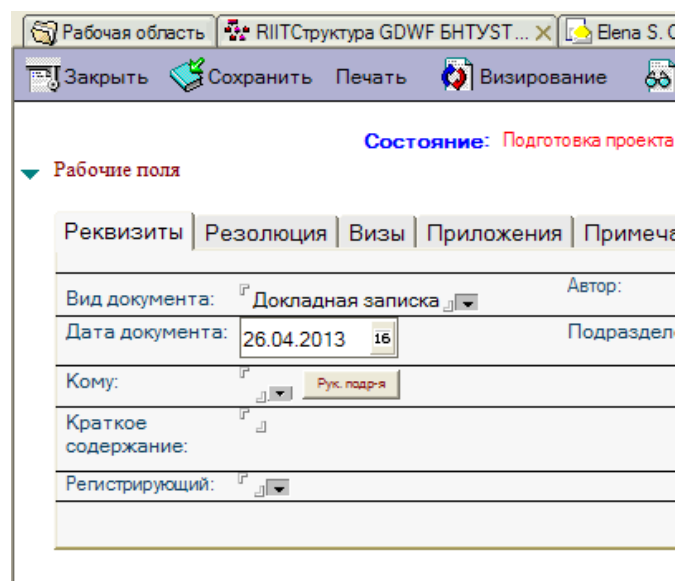 Рабочая область RIITСтруктура GDWF БНТУST... Elena S.
Закрыть Сохранить Печать Визирование
Состояние: Подготовка проекта
Рабочие поля
Реквизиты Резолюция Визы Приложения Примеча
Вид документа: Докладная записка Автор:
Дата документа: 26.04.2013 16 Подраздел
Кому: Рук. подр-я
Краткое
содержание:
Регистрирующий: